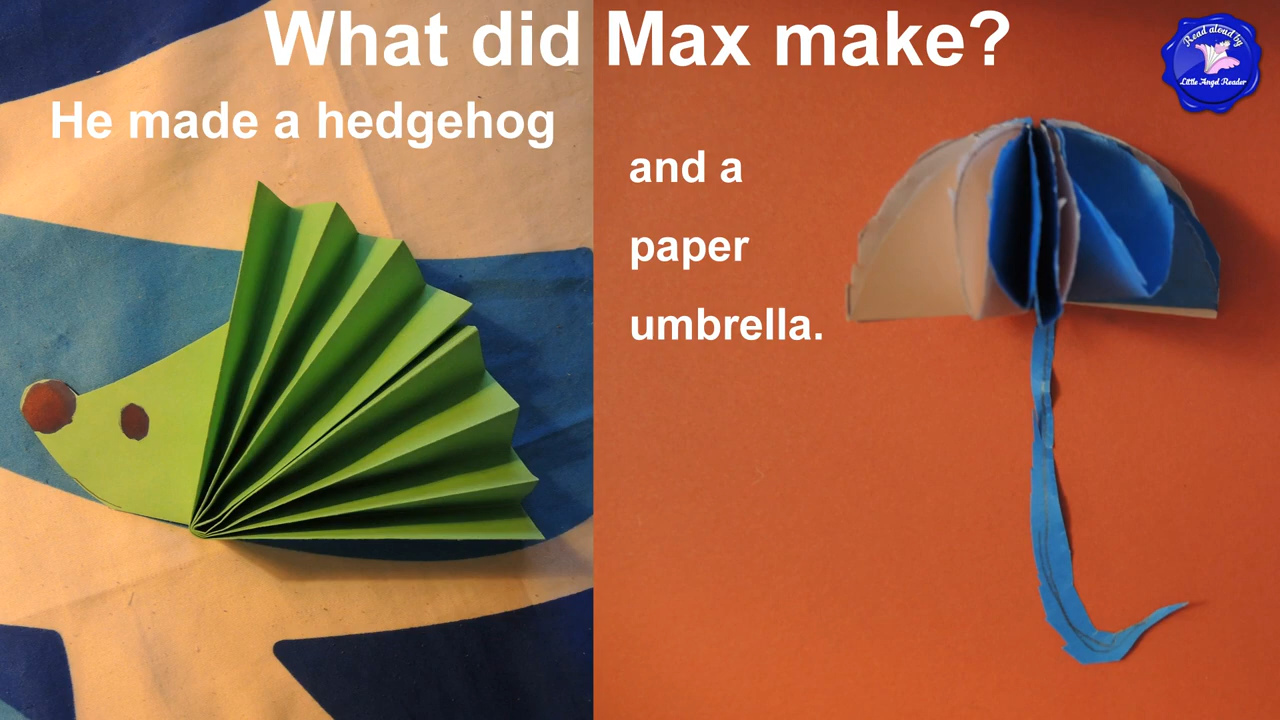 What did Max make?
He made a hedgehog
and a
paper
umbrella.
Read aloud by
Little Angel Reader